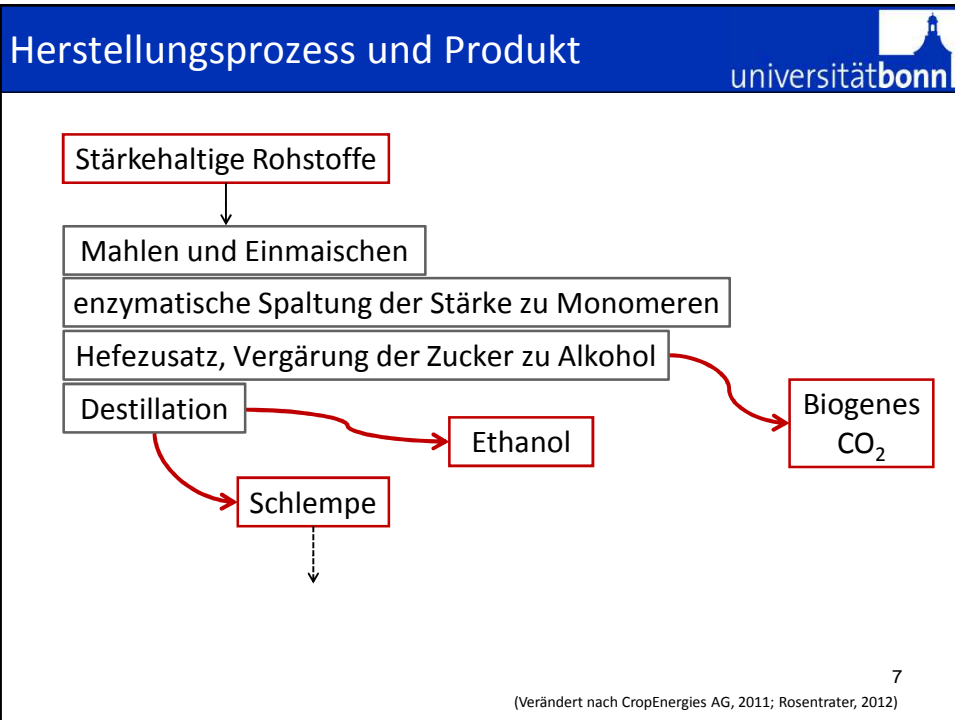 Herstellungsprozess und Produkt
universitätbonn
Stärkehaltige Rohstoffe
Mahlen und Einmaischen
enzymatische Spaltung der Stärke zu Monomeren
Hefezusatz, Vergärung der Zucker zu Alkohol
Destillation
Biogenes
CO₂
Ethanol
Schlempe
7
(Verändert nach CropEnergies AG, 2011; Rosentrater, 2012)